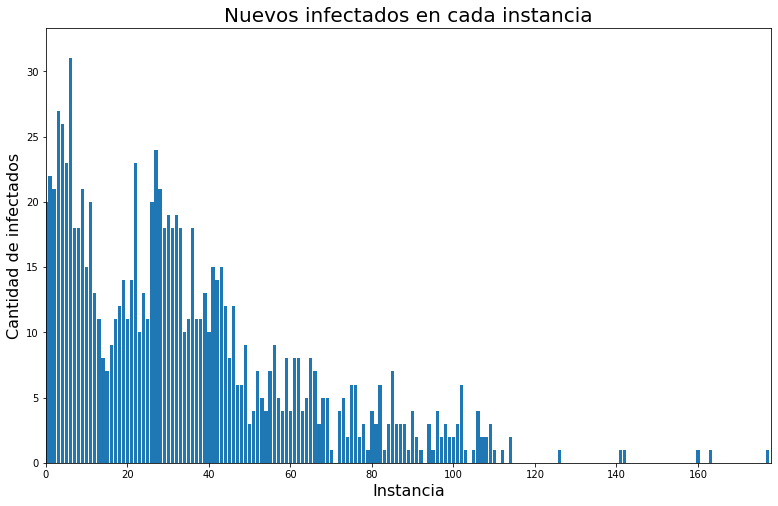 Nuevos infectados en cada instancia
Cantidad de infectados
30
25
20
15
10
5
0
0 20 40 60 80 100 120 140 160
Instancia